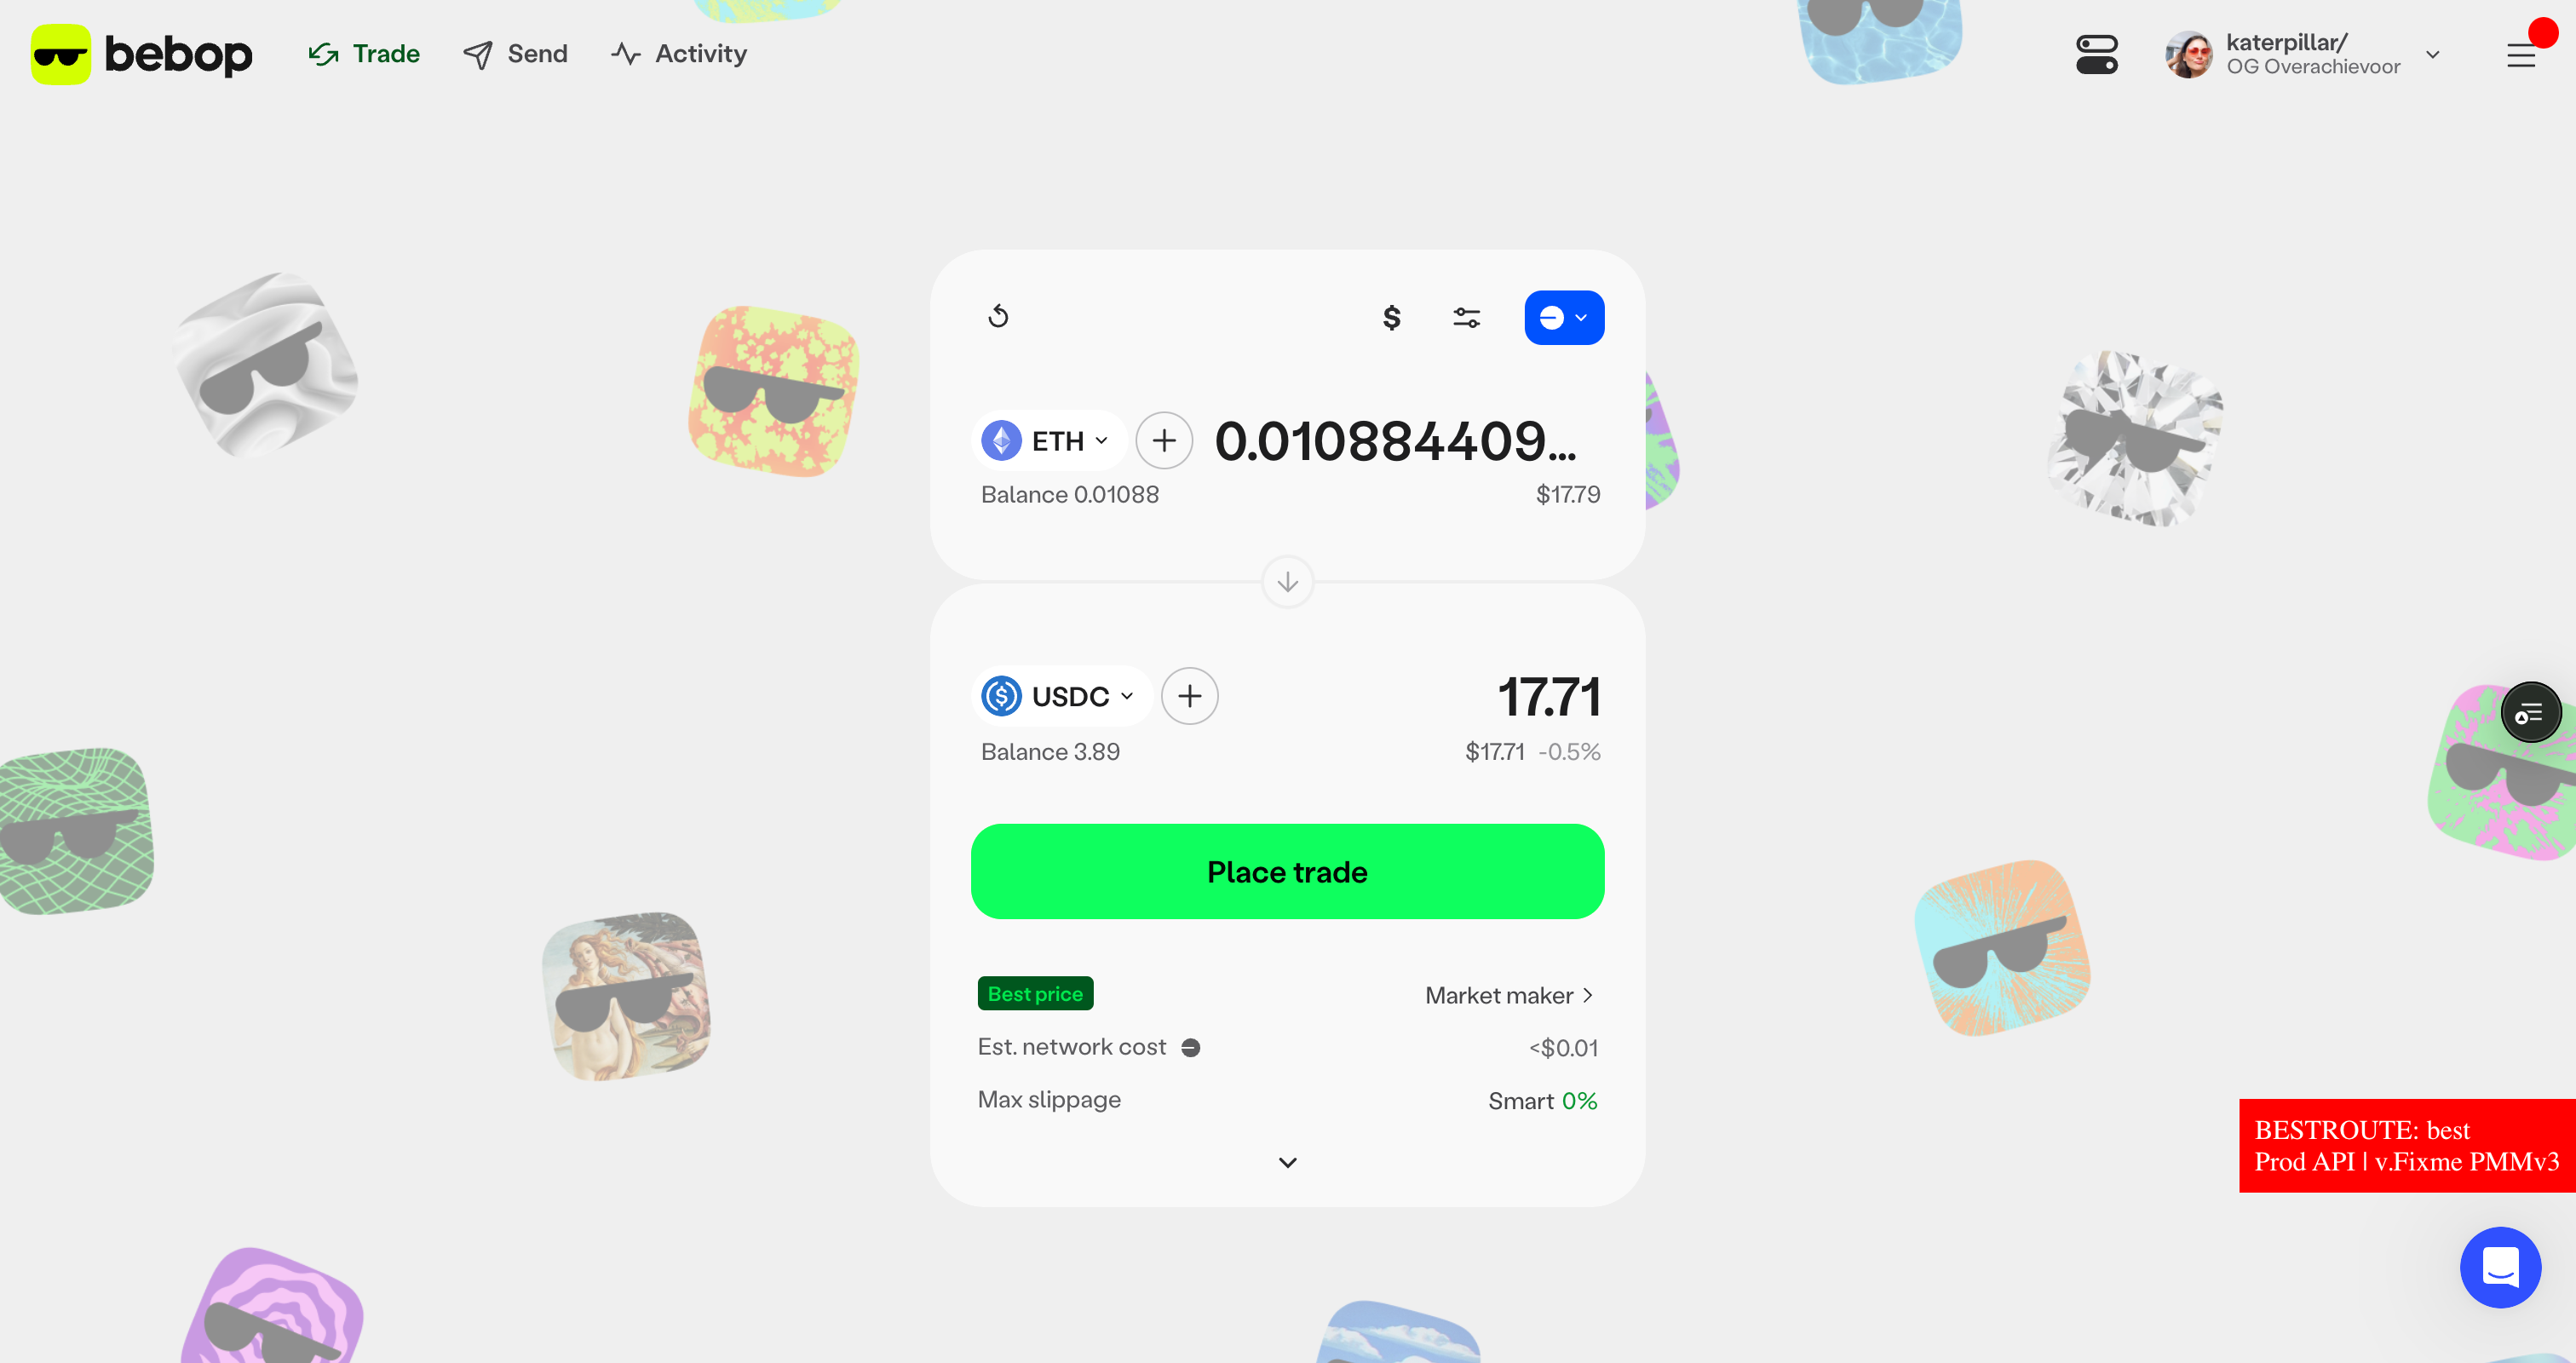 bebop
Trade
Send
Activity
katerpillar/
OG Overachievoor
$
ETH
0.010884409...
Balance 0.01088
$17.79
USDC
17.71
Balance 3.89
$17.71 -0.5%
Place trade
Best price
Market maker
Est. network cost
<$0.01
Max slippage
Smart 0%
BESTROUTE: best
Prod API | v.Fixme PMMv3